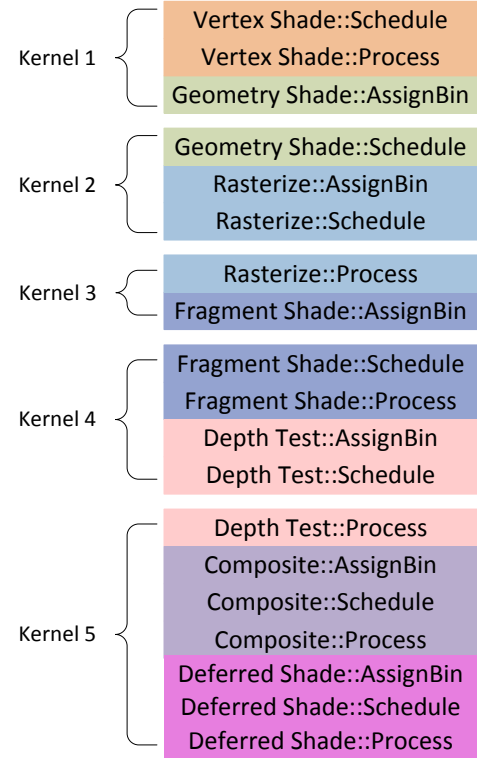 Kernel 1
Vertex Shade::Schedule
Vertex Shade::Process
Geometry Shade::AssignBin
Kernel 2
Geometry Shade::Schedule
Rasterize::AssignBin
Rasterize::Schedule
Kernel 3
Rasterize::Process
Fragment Shade::AssignBin
Kernel 4
Fragment Shade::Schedule
Fragment Shade::Process
Depth Test::AssignBin
Depth Test::Schedule
Kernel 5
Depth Test::Process
Composite::AssignBin
Composite::Schedule
Composite::Process
Deferred Shade::AssignBin
Deferred Shade::Schedule
Deferred Shade::Process